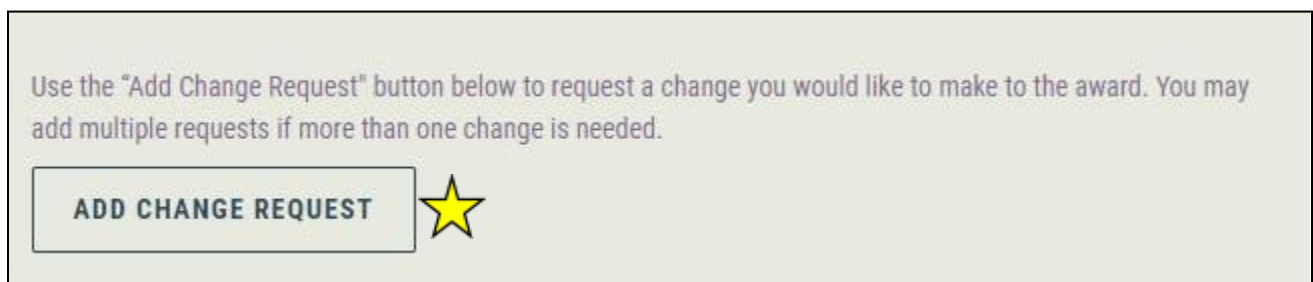 Use the “Add Change Request" button below to request a change you would like to make to the award. You may
add multiple requests if more than one change is needed.
ADD CHANGE REQUEST